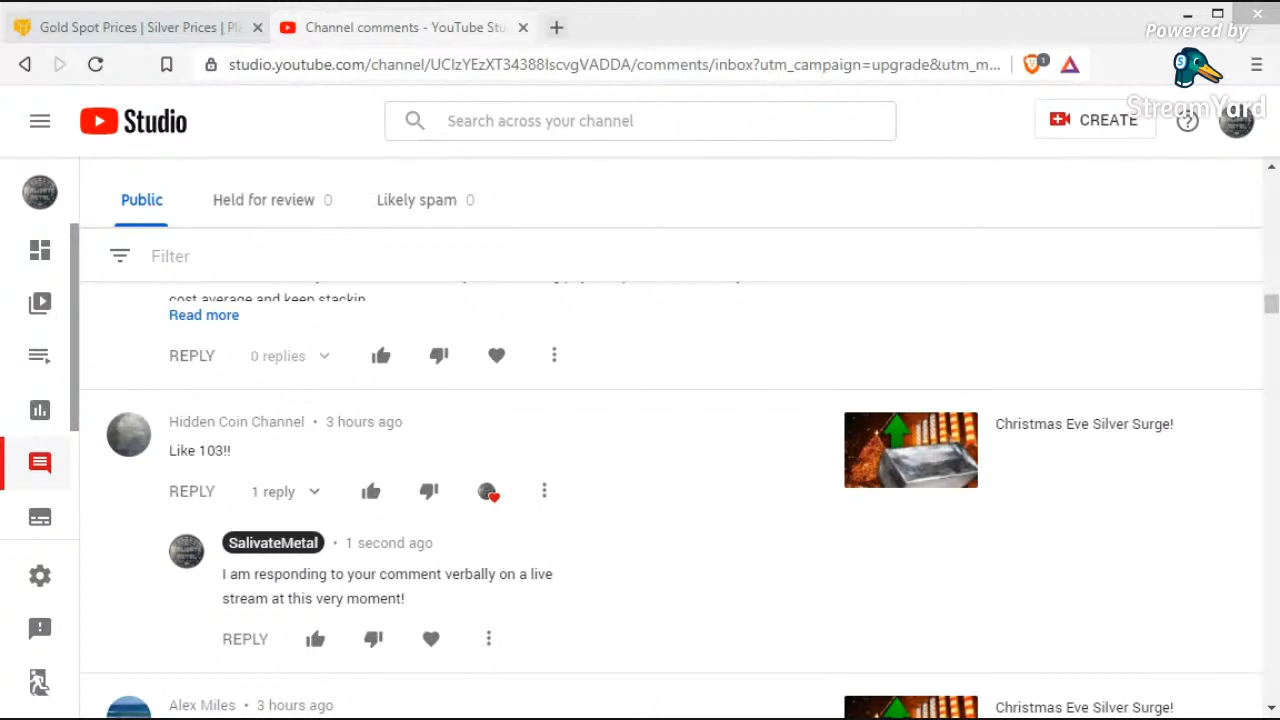 Gold Spot Prices | Silver Prices | Pl
Channel comments - YouTube Stu
Powered by
studio.youtube.com/channel/UCIzYEzXT34388IscvgVADDA/comments/inbox?utm_campaign=upgrade&utm_m...
1
S
StreamYard
Studio
Search across your channel
CREATE
Public
Held for review 0
Likely spam 0
Filter
cost average and keep stackin
Read more
REPLY 0 replies
Hidden Coin Channel • 3 hours ago
Christmas Eve Silver Surge!
Like 103!!
REPLY 1 reply
SalivateMetal • 1 second ago
I am responding to your comment verbally on a live
stream at this very moment!
REPLY
Alex Miles • 3 hours ago
Christmas Eve Silver Surge!